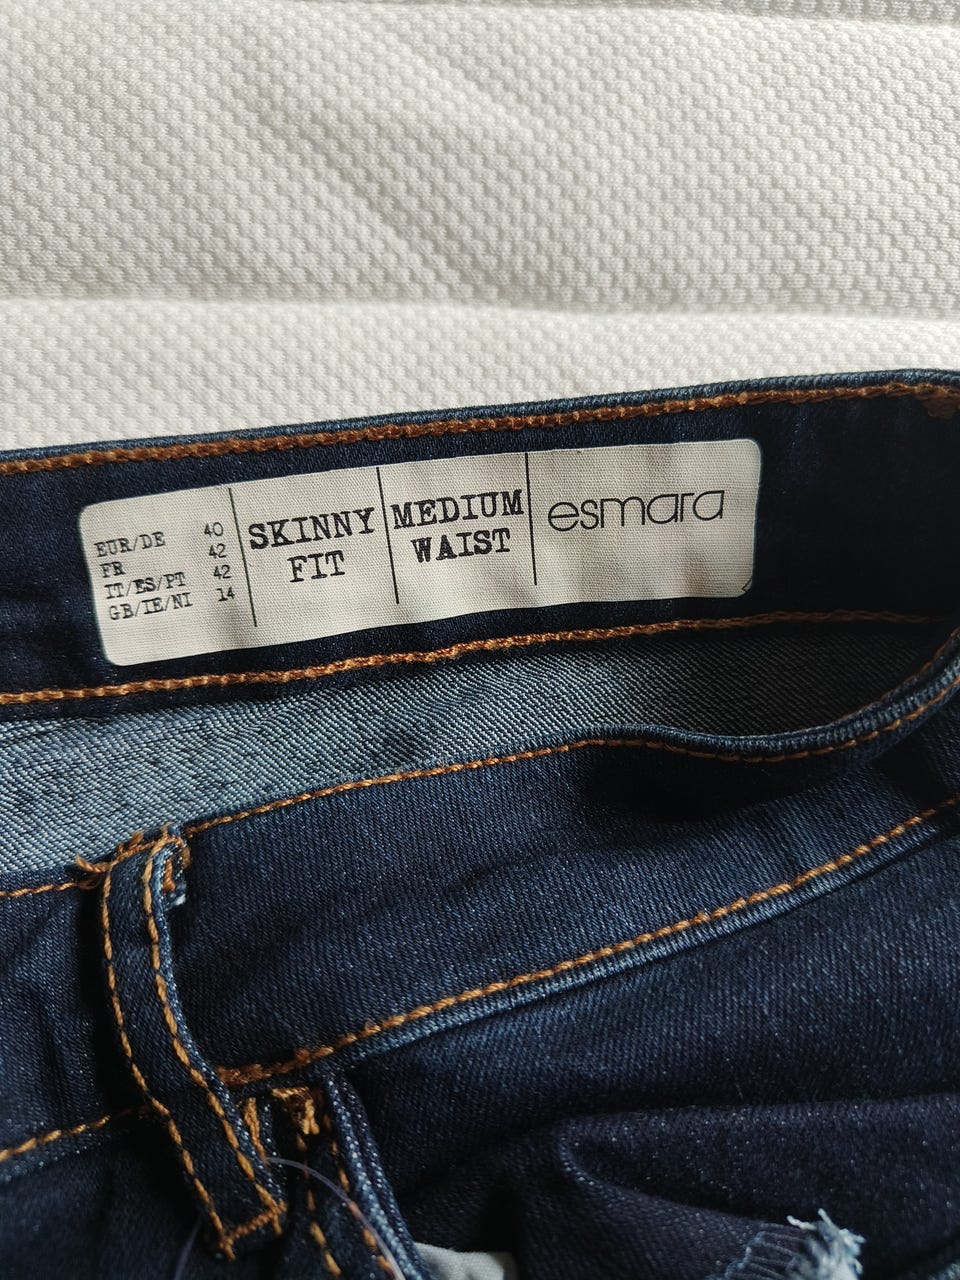 EUR/DE 40
FR 42
IT/ES/PT 42
GB/IE/NI 14
SKINNY
FIT
MEDIUM
WAIST
esmara